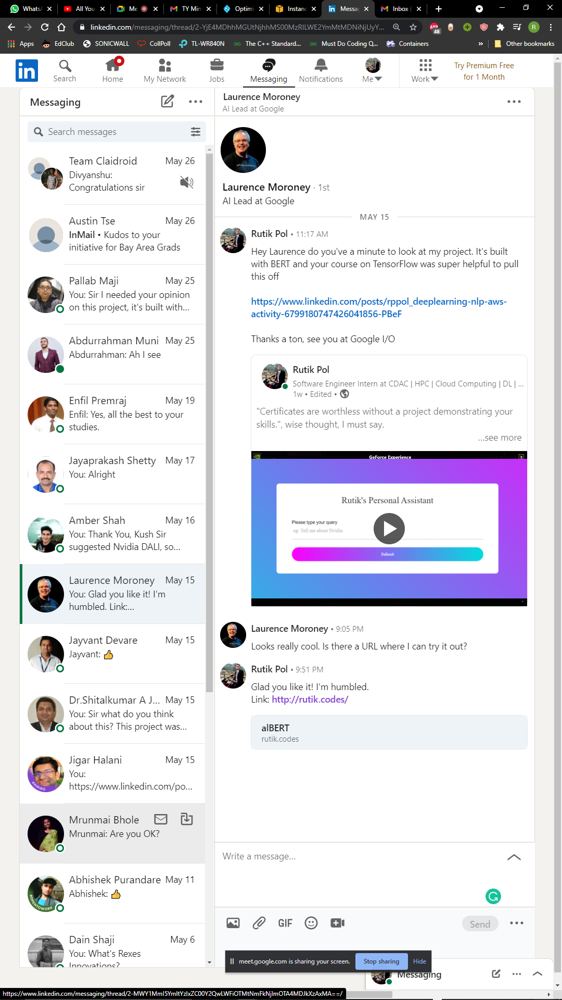 WhatsA
All You
Me
TY Min
Optimi
Instanc
Messag
Inbox (
linkedin.com/messaging/thread/2-YjE4MDhhMGUtNjhhMS00MzRlLWE2YmMtMDNiNjUyY...
ABP
48
R
Apps
EdClub
SONICWALL
CollPoll
TL-WR840N
The C++ Standard...
Must Do Coding Q...
Containers
»
Other bookmarks
in
Search
Home
My Network
Jobs
Messaging
Notifications
Me
Work
Try Premium Free
for 1 Month
Messaging
Search messages
Team Claidroid May 26
Divyanshu:
Congratulations sir
Austin Tse May 26
InMail • Kudos to your
initiative for Bay Area Grads
Pallab Maji May 25
You: Sir I needed your opinion
on this project, it's built with...
Abdurrahman Muni May 25
Abdurrahman: Ah I see
Enfil Premraj May 19
Enfil: Yes, all the best to your
studies.
Jayaprakash Shetty May 17
You: Alright
Amber Shah May 16
You: Thank You, Kush Sir
suggested Nvidia DALI, so...
Laurence Moroney May 15
You: Glad you like it! I'm
humbled. Link:...
Jayvant Devare May 15
Jayvant: 👍
Dr.Shitalkumar A J... May 15
You: Sir what do you think
about this? This project was...
Jigar Halani May 15
You:
https://www.linkedin.com/po...
#HIRING
Mrunmai Bhole
Mrunmai: Are you OK?
Abhishek Purandare May 11
Abhishek: 👍
#OPENTOWORK
Dain Shaji May 6
You: What's Rexes
Innovations?
Laurence Moroney
AI Lead at Google
Laurence Moroney · 1st
AI Lead at Google
MAY 15
Rutik Pol • 11:17 AM
Hey Laurence do you've a minute to look at my project. It's built
with BERT and your course on TensorFlow was super helpful to pull
this off
https://www.linkedin.com/posts/rppol_deeplearning-nlp-aws-
activity-6799180747426041856-PBeF
Thanks a ton, see you at Google I/O
Rutik Pol
Software Engineer Intern at CDAC | HPC | Cloud Computing | DL | ...
1w • Edited •
"Certificates are worthless without a project demonstrating your
skills.", wise thought, I must say.
...see more
GeForce Experience
Rutik's Personal Assistant
Please type your query
eg: Tell me about Nvidia
Submit
Laurence Moroney • 9:05 PM
Looks really cool. Is there a URL where I can try it out?
Rutik Pol • 9:51 PM
Glad you like it! I'm humbled.
Link: http://rutik.codes/
alBERT
rutik.codes
Write a message...
GIF
Send
meet.google.com is sharing your screen.
Stop sharing
Hide
Messaging